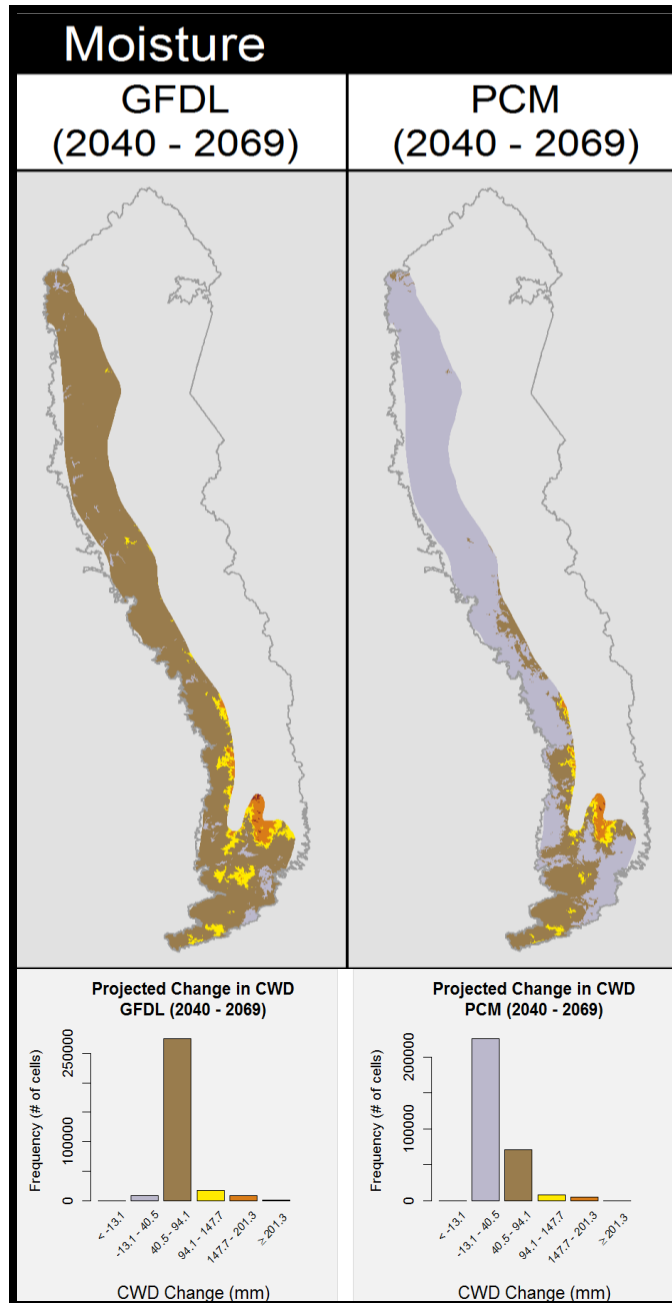 Moisture
GFDL
(2040 - 2069)
PCM
(2040 - 2069)
Projected Change in CWD
GFDL (2040 - 2069)
Frequency (# of cells)
0
100000
250000
< -13.1
-13.1 - 40.5
40.5 - 94.1
94.1 - 147.7
147.7 - 201.3
≥ 201.3
CWD Change (mm)
Projected Change in CWD
PCM (2040 - 2069)
Frequency (# of cells)
0
100000
200000
< -13.1
-13.1 - 40.5
40.5 - 94.1
94.1 - 147.7
147.7 - 201.3
≥ 201.3
CWD Change (mm)